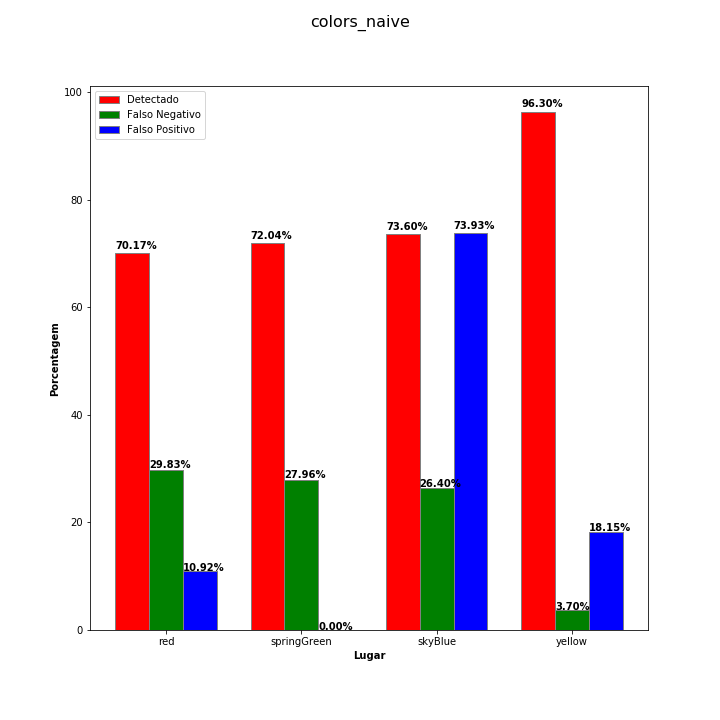 colors_naive
Detectado
Falso Negativo
Falso Positivo
Porcentagem
100
80
60
40
20
0
70.17%
29.83%
10.92%
72.04%
27.96%
0.00%
73.60%
26.40%
73.93%
96.30%
3.70%
18.15%
red springGreen skyBlue yellow
Lugar